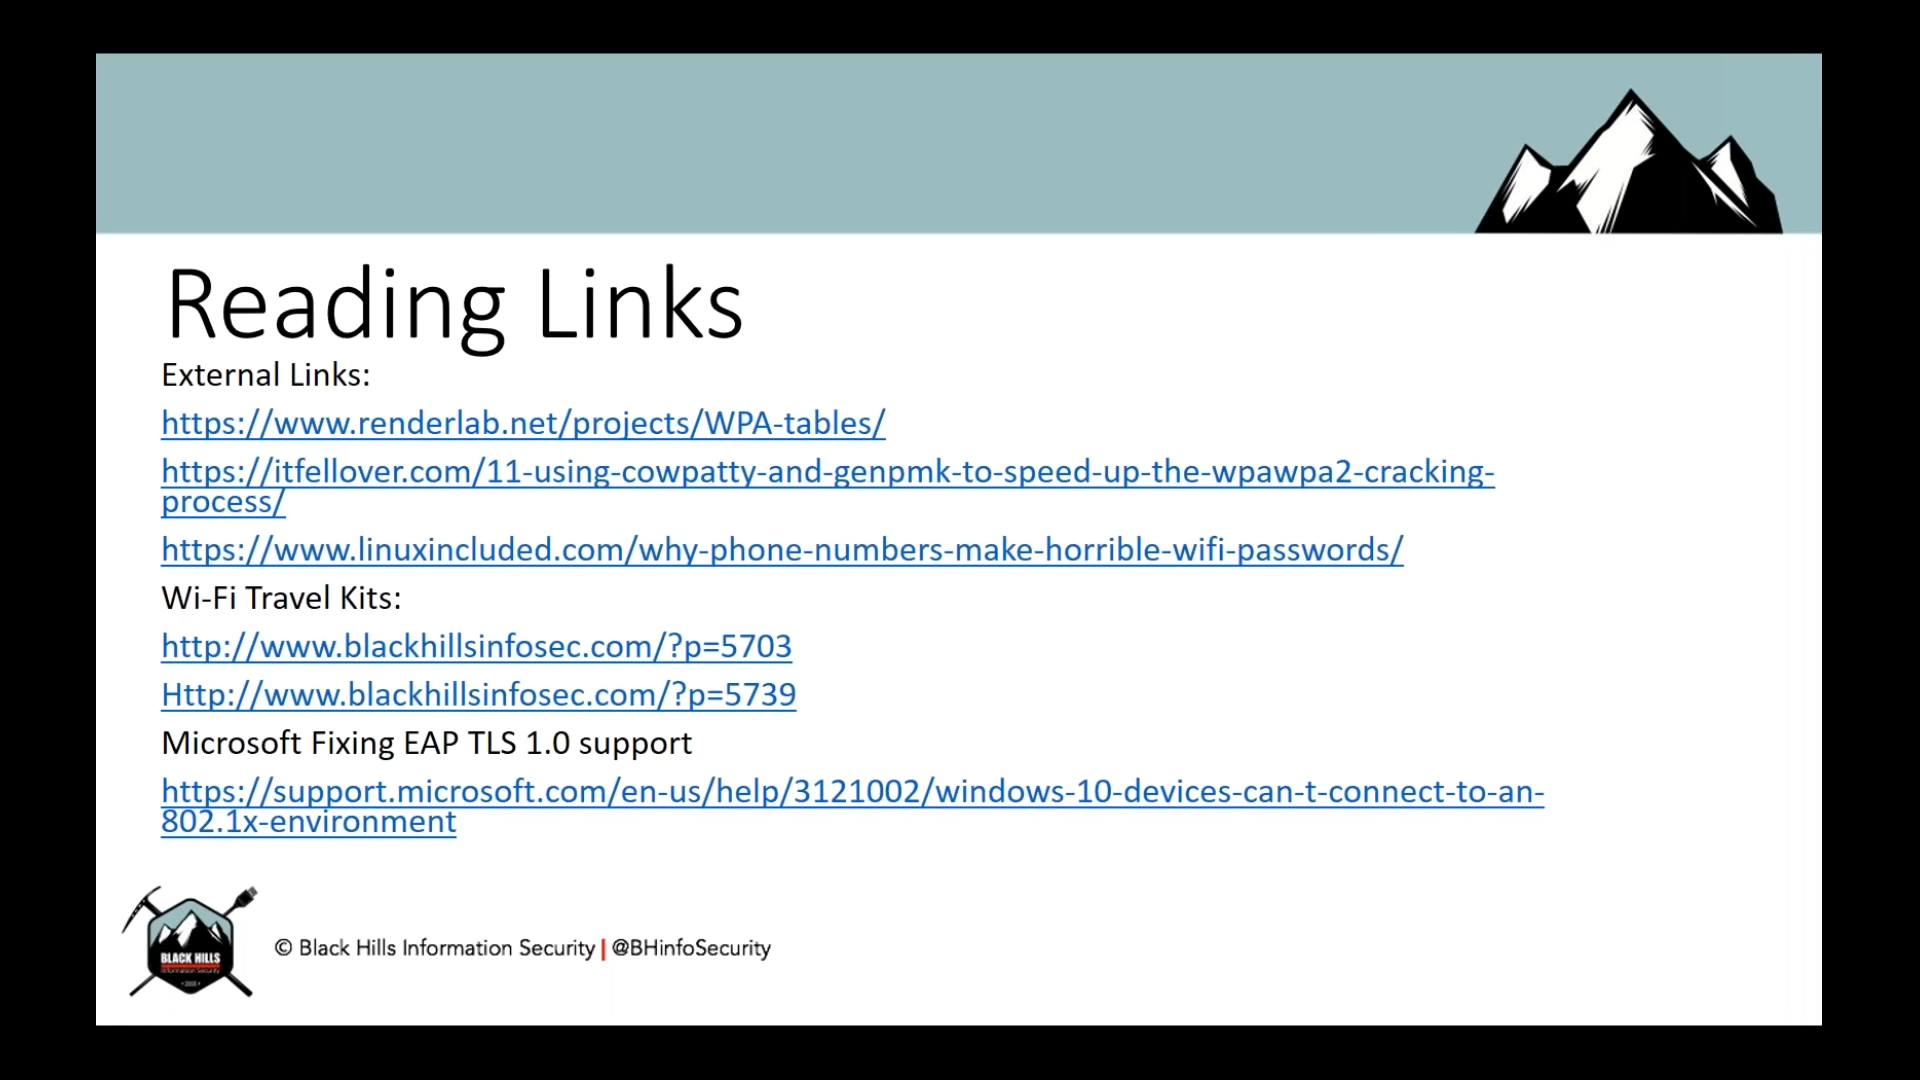 Reading Links
External Links:
https://www.renderlab.net/projects/WPA-tables/
https://itfellover.com/11-using-cowpatty-and-genpmk-to-speed-up-the-wpawpa2-cracking-
process/
https://www.linuxincluded.com/why-phone-numbers-make-horrible-wifi-passwords/
Wi-Fi Travel Kits:
http://www.blackhillsinfosec.com/?p=5703
Http://www.blackhillsinfosec.com/?p=5739
Microsoft Fixing EAP TLS 1.0 support
https://support.microsoft.com/en-us/help/3121002/windows-10-devices-can-t-connect-to-an-
802.1x-environment
BLACK HILLS
Information Security
© Black Hills Information Security | @BHinfoSecurity